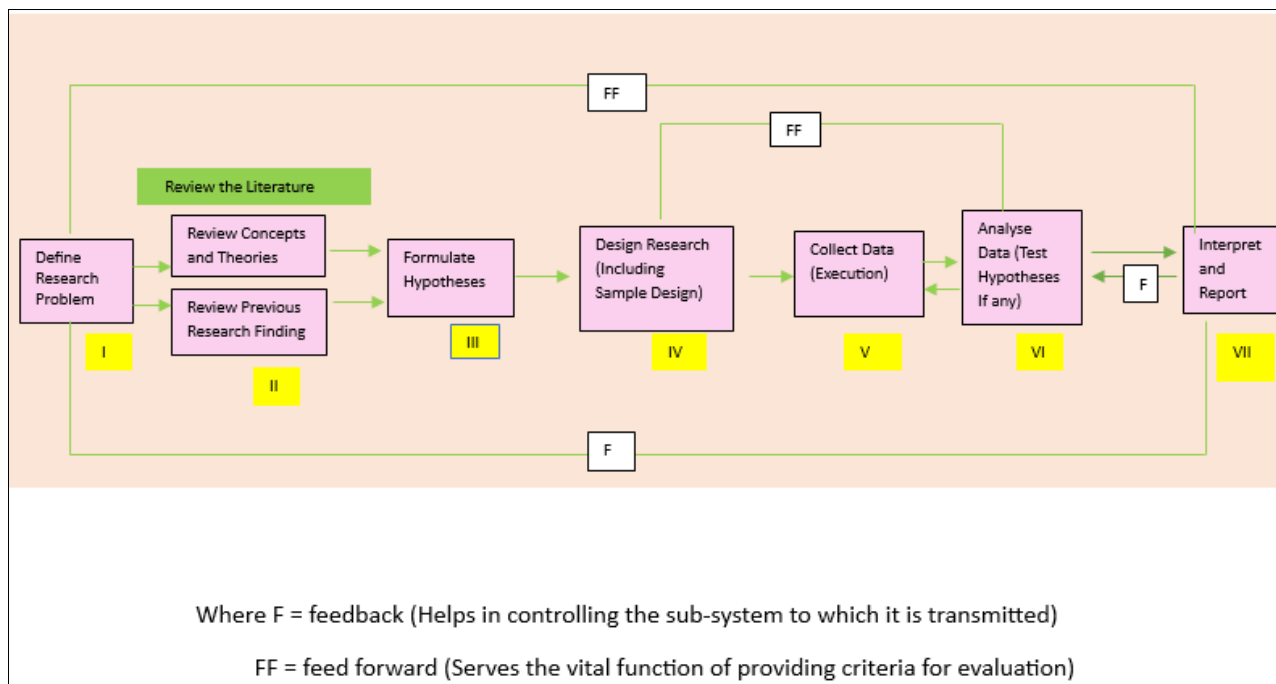 FF
FF
Review the Literature
Define
Research
Problem
I
Review Concepts
and Theories
Review Previous
Research Finding
II
Formulate
Hypotheses
III
Design Research
(Including
Sample Design)
IV
Collect Data
(Execution)
V
Analyse
Data (Test
Hypotheses
If any)
VI
F
Interpret
and
Report
VII
F
Where F = feedback (Helps in controlling the sub-system to which it is transmitted)
FF = feed forward (Serves the vital function of providing criteria for evaluation)